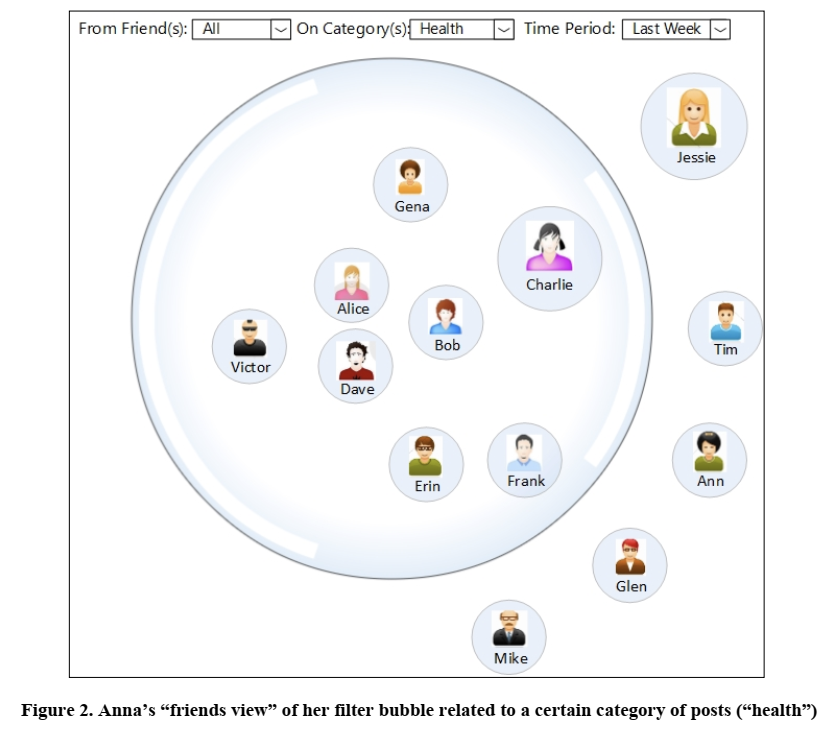 From Friend(s): All On Category(s): Health Time Period: Last Week
Jessie
Gena
Charlie
Alice
Bob
Tim
Victor
Dave
Erin
Frank
Ann
Glen
Mike
Figure 2. Anna’s “friends view” of her filter bubble related to a certain category of posts (“health”)